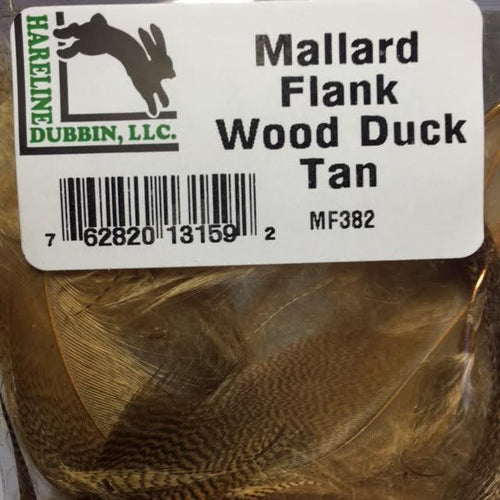 HARELINE
DUBBIN, LLC.
Mallard
Flank
Wood Duck
Tan
MF382
7 62820 13159 2